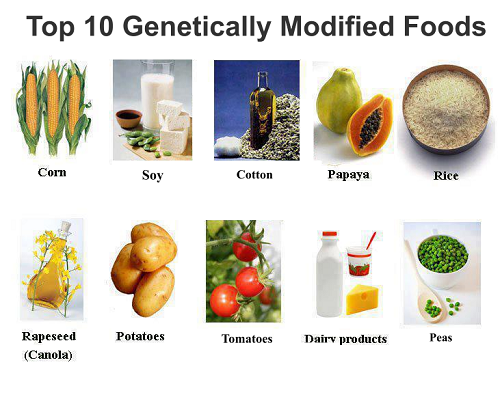 Top 10 Genetically Modified Foods
Corn
Soy
Cotton
Papaya
Rice
Rapeseed
(Canola)
Potatoes
Tomatoes
Dairy products
Peas